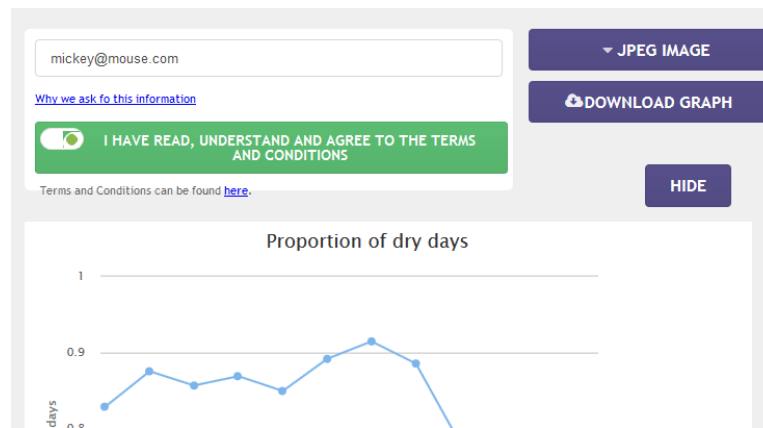 mickey@mouse.com
JPEG IMAGE
Why we ask fo this information
DOWNLOAD GRAPH
I HAVE READ, UNDERSTAND AND AGREE TO THE TERMS
AND CONDITIONS
Terms and Conditions can be found here.
HIDE
Proportion of dry days
1
0.9
days
0.8